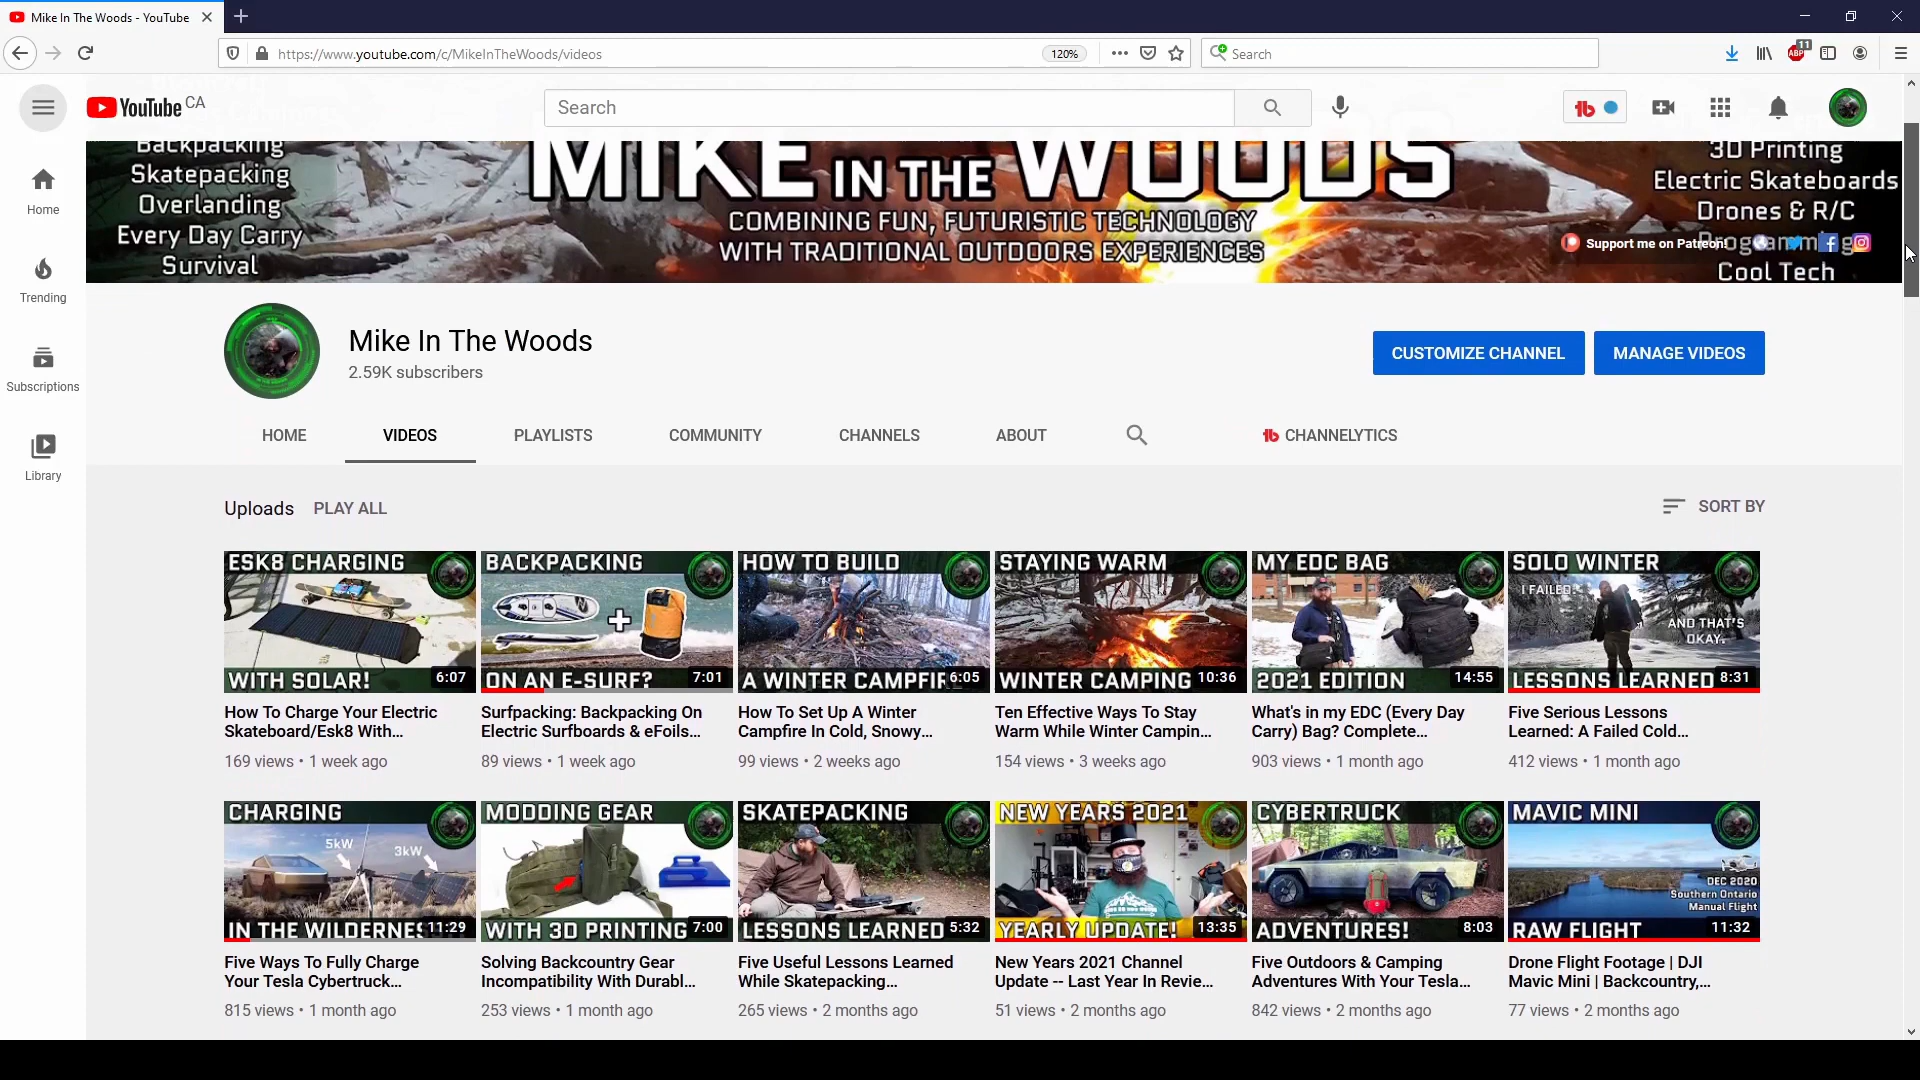 Mike In The Woods - YouTube
https://www.youtube.com/c/MikeInTheWoods/videos
120%
Search
ABP
11
YouTube CA
Search
Backpacking
Skatepacking
Overlanding
Every Day Carry
Survival
MIKE IN THE WOODS
COMBINING FUN, FUTURISTIC TECHNOLOGY
WITH TRADITIONAL OUTDOORS EXPERIENCES
3D Printing
Electric Skateboards
Drones & R/C
Programming
Support me on Patreon!
Cool Tech
Home
Trending
Subscriptions
Library
Mike In The Woods
2.59K subscribers
CUSTOMIZE CHANNEL
MANAGE VIDEOS
HOME
VIDEOS
PLAYLISTS
COMMUNITY
CHANNELS
ABOUT
CHANNELYTICS
Uploads
PLAY ALL
SORT BY
ESK8 CHARGING
WITH SOLAR!
6:07
How To Charge Your Electric
Skateboard/Esk8 With...
169 views • 1 week ago
BACKPACKING
ON AN E-SURF?
7:01
Surfpacking: Backpacking On
Electric Surfboards & eFoils...
89 views • 1 week ago
HOW TO BUILD
A WINTER CAMPFIRE
6:05
How To Set Up A Winter
Campfire In Cold, Snowy...
99 views • 2 weeks ago
STAYING WARM
WINTER CAMPING
10:36
Ten Effective Ways To Stay
Warm While Winter Campin...
154 views • 3 weeks ago
MY EDC BAG
2021 EDITION
14:55
What's in my EDC (Every Day
Carry) Bag? Complete...
903 views • 1 month ago
SOLO WINTER
I FAILED.
AND THAT'S
OKAY.
LESSONS LEARNED
8:31
Five Serious Lessons
Learned: A Failed Cold...
412 views • 1 month ago
CHARGING
5kW
3kW
IN THE WILDERNESS
11:29
Five Ways To Fully Charge
Your Tesla Cybertruck...
815 views • 1 month ago
MODDING GEAR
WITH 3D PRINTING
7:00
Solving Backcountry Gear
Incompatibility With Durabl...
253 views • 1 month ago
SKATEPACKING
LESSONS LEARNED
5:32
Five Useful Lessons Learned
While Skatepacking...
265 views • 2 months ago
NEW YEARS 2021
YEARLY UPDATE!
13:35
New Years 2021 Channel
Update -- Last Year In Revie...
51 views • 2 months ago
CYBERTRUCK
ADVENTURES!
8:03
Five Outdoors & Camping
Adventures With Your Tesla...
842 views • 2 months ago
MAVIC MINI
DEC 2020
Southern Ontario
Manual Flight
RAW FLIGHT
11:32
Drone Flight Footage | DJI
Mavic Mini | Backcountry,...
77 views • 2 months ago